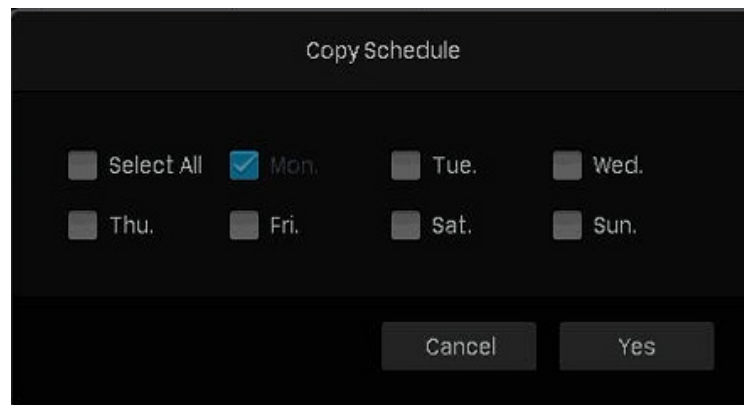 Copy Schedule
Select All Mon. Tue. Wed.
Thu. Fri. Sat. Sun.
Cancel Yes